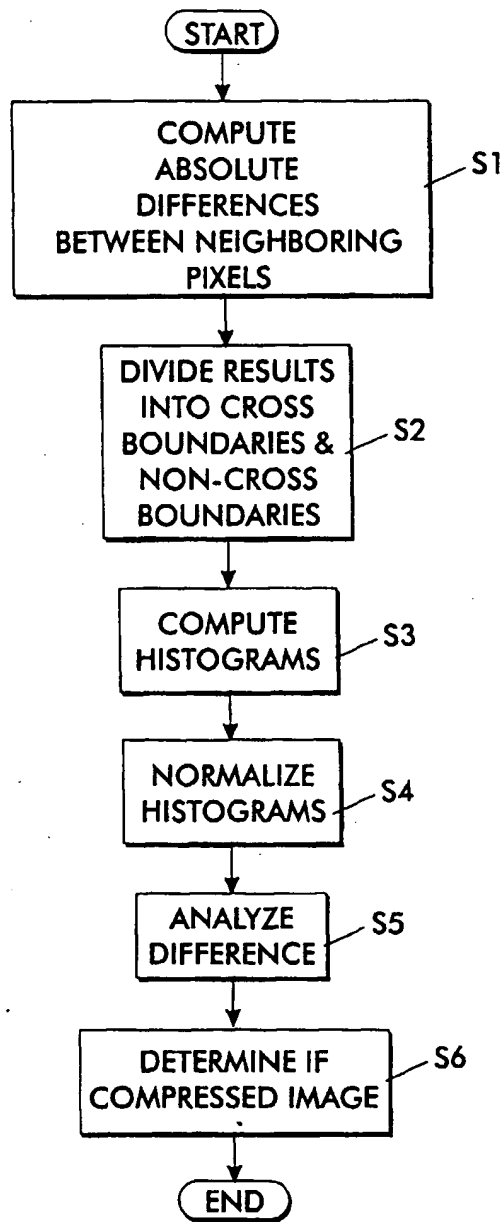 START
COMPUTE
ABSOLUTE
DIFFERENCES
BETWEEN NEIGHBORING
PIXELS
S1
DIVIDE RESULTS
INTO CROSS
BOUNDARIES &
NON-CROSS
BOUNDARIES
S2
COMPUTE
HISTOGRAMS
S3
NORMALIZE
HISTOGRAMS
S4
ANALYZE
DIFFERENCE
S5
DETERMINE IF
COMPRESSED IMAGE
S6
END